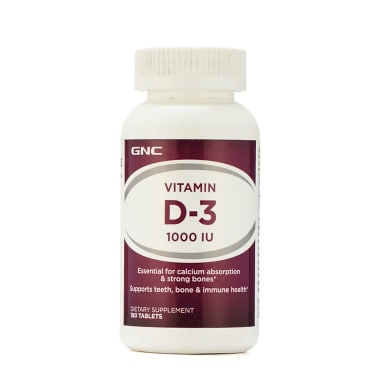 GNC
VITAMIN
D-3
1000 IU
Essential for calcium absorption
& strong bones*
Supports teeth, bone & immune health*
DIETARY SUPPLEMENT
180 TABLETS